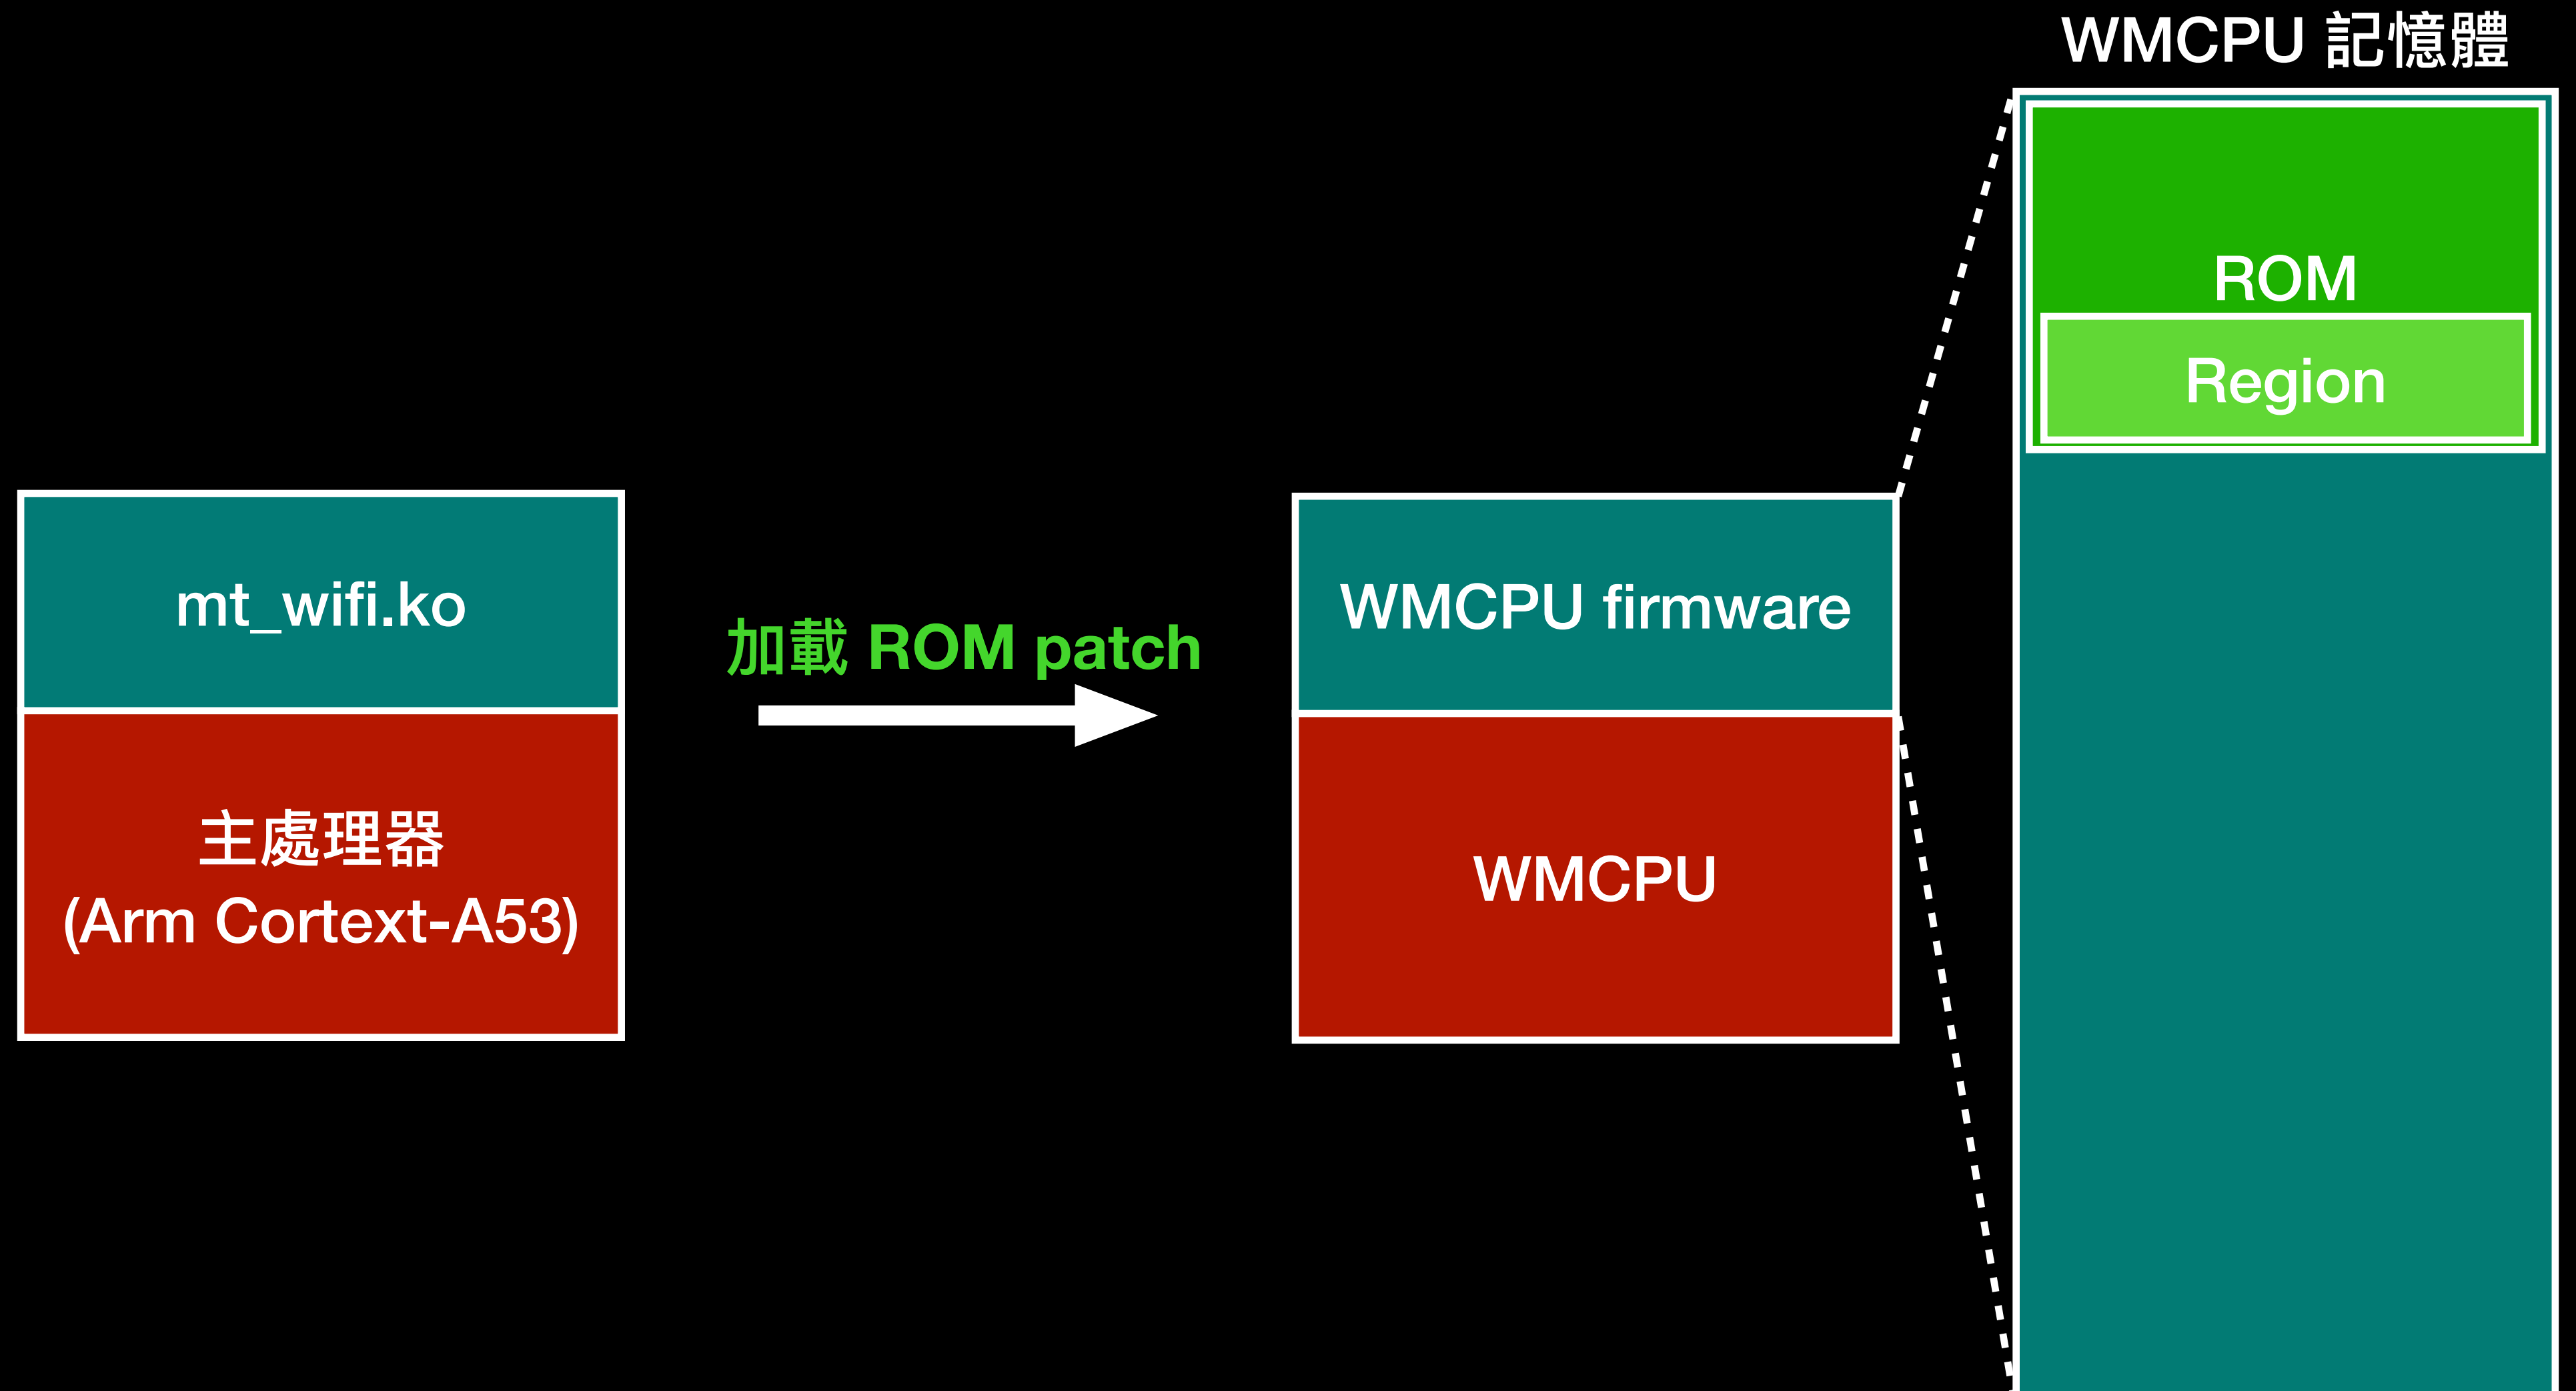 WMCPU 記憶體
ROM
Region
mt_wifi.ko
主處理器
(Arm Cortext-A53)
加載 ROM patch
WMCPU firmware
WMCPU